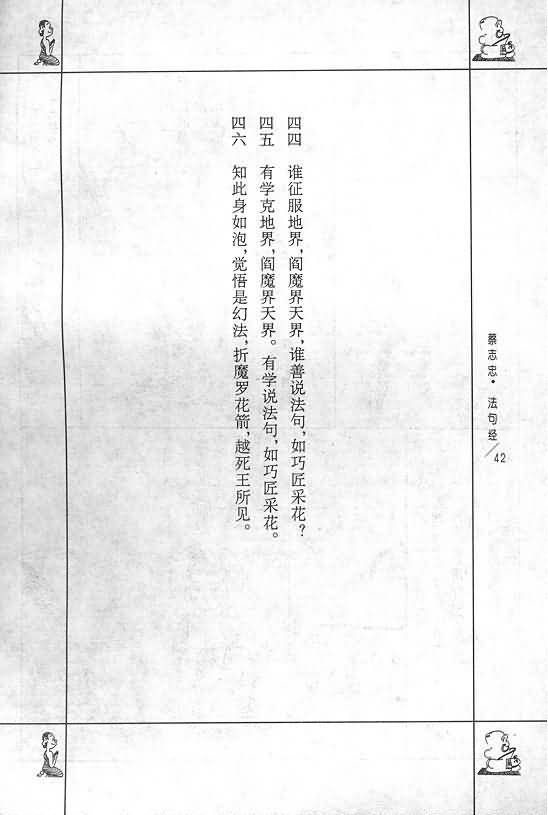 四四 谁征服地界，阎魔界天界，谁善说法句，如巧匠采花？
四五 有学克地界，阎魔界天界。有学说法句，如巧匠采花。
四六 知此身如泡，觉悟是幻法，折魔罗花箭，越死王所见。
蔡志忠·法句经/42